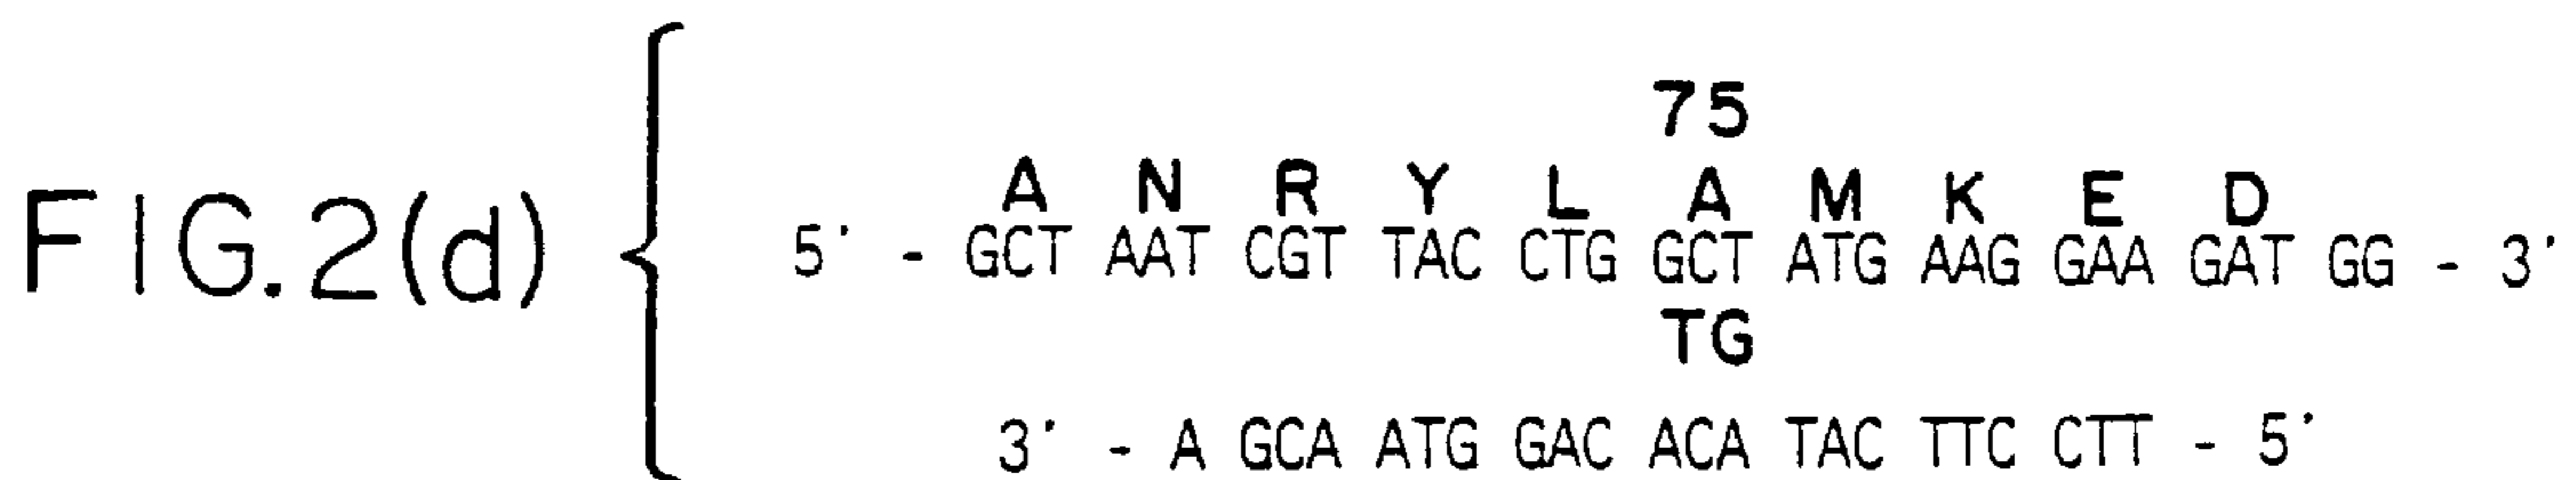 75
A N R Y L A M K E D
FIG.2(d) 5' - GCT AAT CGT TAC CTG GCT ATG AAG GAA GAT GG - 3'
TG
3' - A GCA ATG GAC ACA TAC TTC CTT - 5'